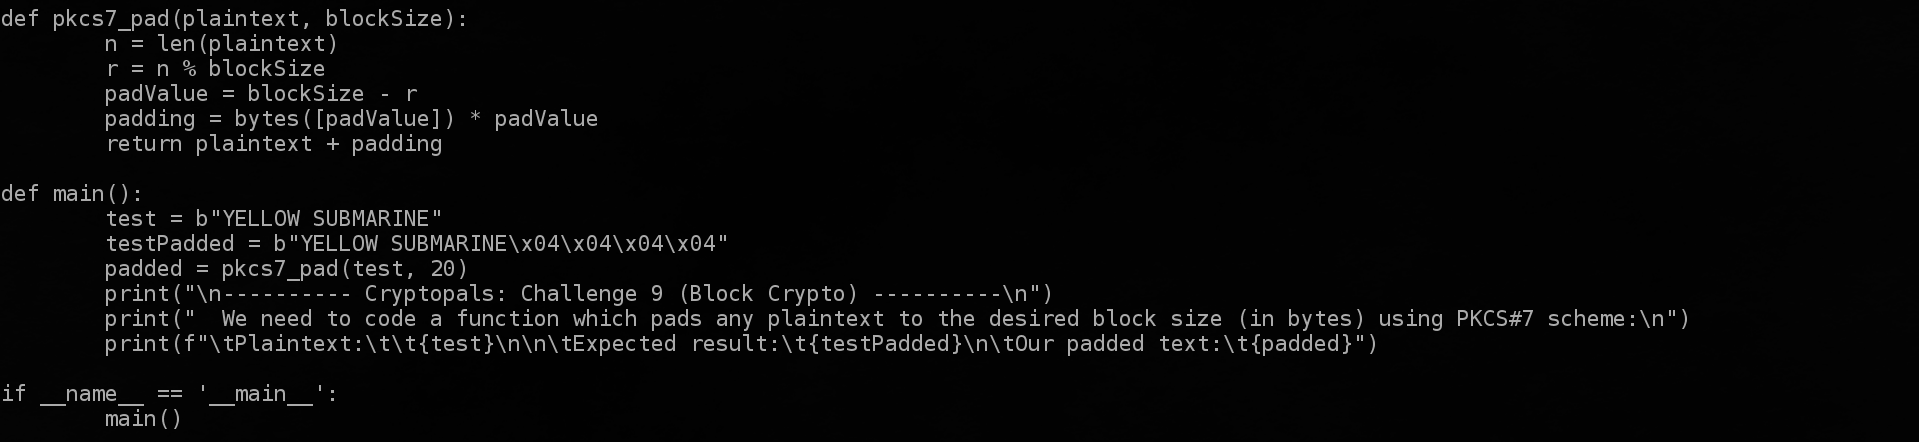 def pkcs7_pad(plaintext, blockSize):
        n = len(plaintext)
        r = n % blockSize
        padValue = blockSize - r
        padding = bytes([padValue]) * padValue
        return plaintext + padding

def main():
        test = b"YELLOW SUBMARINE"
        testPadded = b"YELLOW SUBMARINE\x04\x04\x04\x04"
        padded = pkcs7_pad(test, 20)
        print("\n---------- Cryptopals: Challenge 9 (Block Crypto) ----------\n")
        print("  We need to code a function which pads any plaintext to the desired block size (in bytes) using PKCS#7 scheme:\n")
        print(f"\tPlaintext:\t\t{test}\n\n\tExpected result:\t{testPadded}\n\tOur padded text:\t{padded}")

if __name__ == '__main__':
        main()